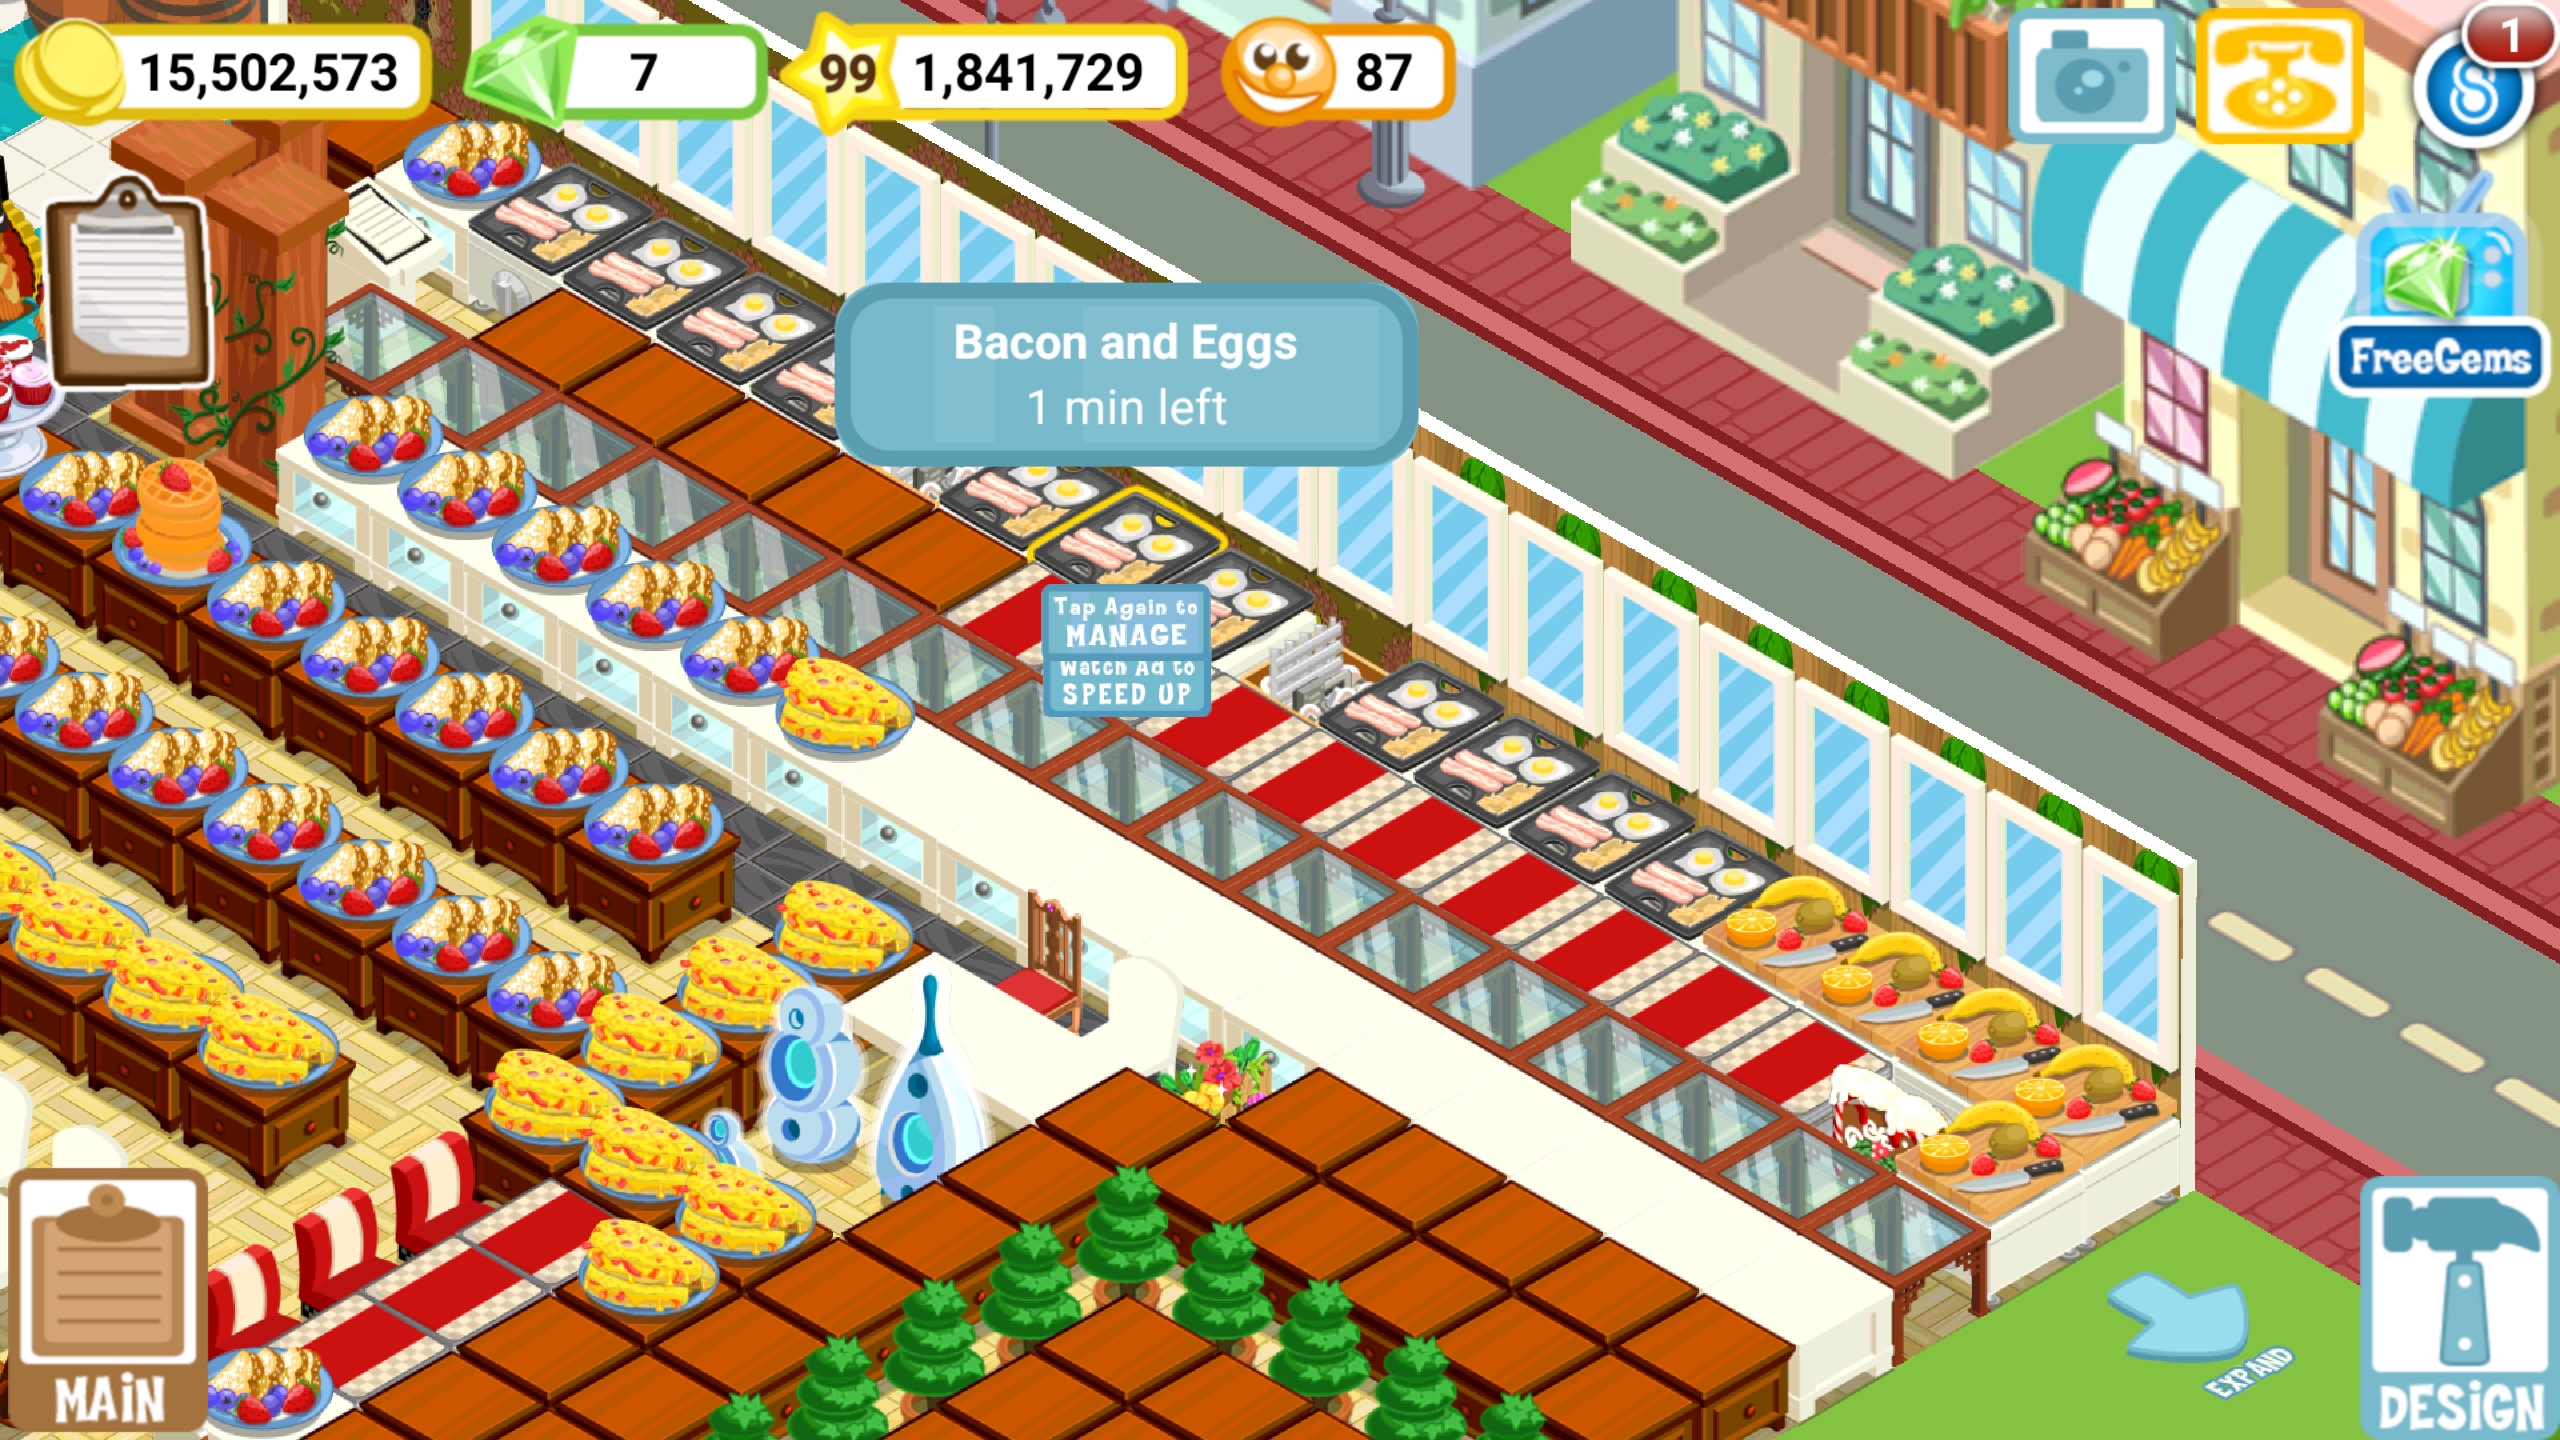 15,502,573
7
99
1,841,729
87
1
FreeGems
Bacon and Eggs
1 min left
Tap Again to
MANAGE
Watch Ad to
SPEED UP
EXPAND
MAiN
DESiGN